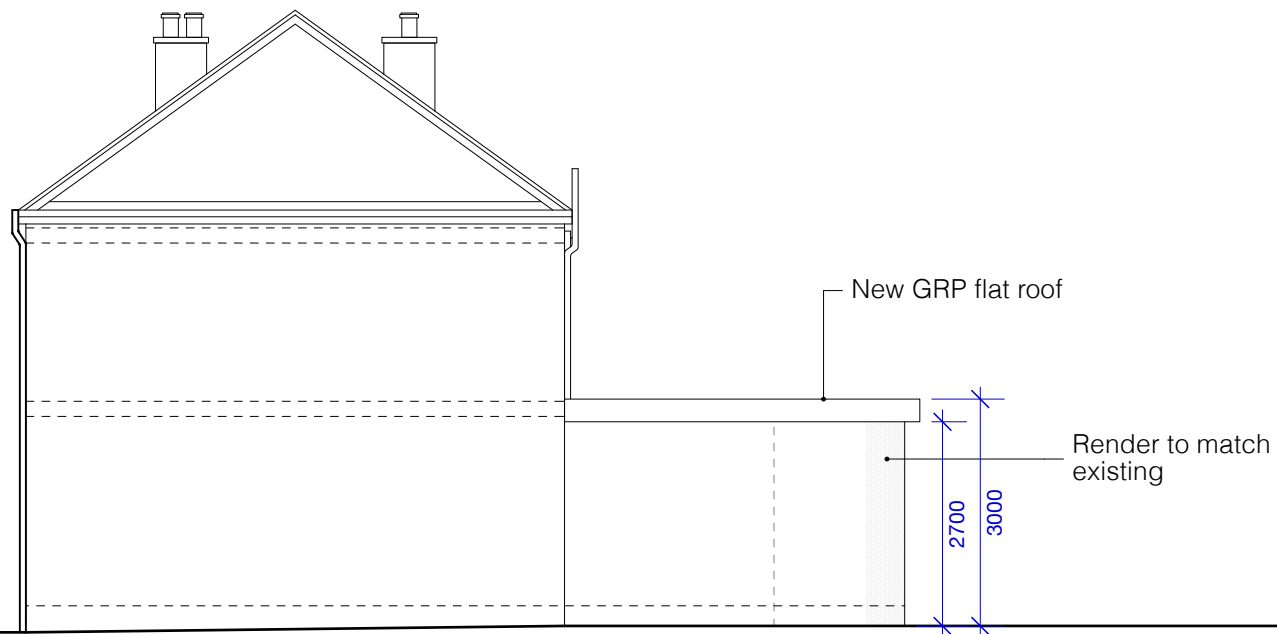 New GRP flat roof
Render to match
existing
2700
3000